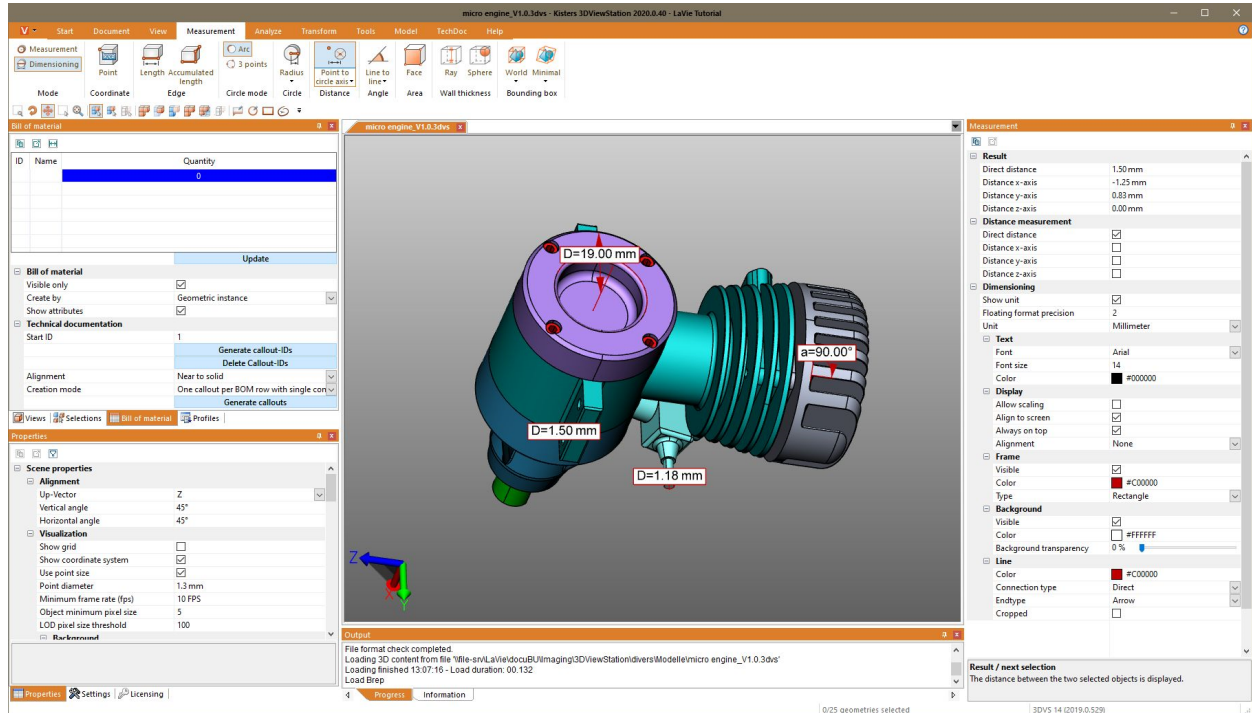 micro engine_V1.0.3dvs - Kisters 3DViewStation 2020.0.40 - LaVie Tutorial
V Start Document View Measurement Analyze Transform Tools Model TechDoc Help
Measurement
Dimensioning
Mode
Point
Coordinate
Length Accumulated length
Edge
Arc
3 points
Circle mode
Radius
Circle
Point to circle axis
Distance
Line to line
Angle
Face
Area
Ray Sphere
Wall thickness
World Minimal
Bounding box
Bill of material
ID Name Quantity
0
Update
Bill of material
Visible only
Create by Geometric instance
Show attributes
Technical documentation
Start ID 1
Generate callout-IDs
Delete Callout-IDs
Alignment Near to solid
Creation mode One callout per BOM row with single con
Generate callouts
Views Selections Bill of material Profiles
Properties
Scene properties
Alignment
Up-Vector Z
Vertical angle 45°
Horizontal angle 45°
Visualization
Show grid
Show coordinate system
Use point size
Point diameter 1.3 mm
Minimum frame rate (fps) 10 FPS
Object minimum pixel size 5
LOD pixel size threshold 100
Background
Properties Settings Licensing
micro engine_V1.0.3dvs
D=19.00 mm
a=90.00°
D=1.50 mm
D=1.18 mm
Z
X
Y
Output
File format check completed.
Loading 3D content from file '\\file-srv\LaVie\docuBU\Imaging\3DViewStation\divers\Modelle\micro engine_V1.0.3dvs'
Loading finished 13:07:16 - Load duration: 00.132
Load Brep
Progress Information
Measurement
Result
Direct distance 1.50 mm
Distance x-axis -1.25 mm
Distance y-axis 0.83 mm
Distance z-axis 0.00 mm
Distance measurement
Direct distance
Distance x-axis
Distance y-axis
Distance z-axis
Dimensioning
Show unit
Floating format precision 2
Unit Millimeter
Text
Font Arial
Font size 14
Color #000000
Display
Allow scaling
Align to screen
Always on top
Alignment None
Frame
Visible
Color #C00000
Type Rectangle
Background
Visible
Color #FFFFFF
Background transparency 0 %
Line
Color #C00000
Connection type Direct
Endtype Arrow
Cropped
Result / next selection
The distance between the two selected objects is displayed.
0/25 geometries selected 3DVS 14 (2019.0.529)